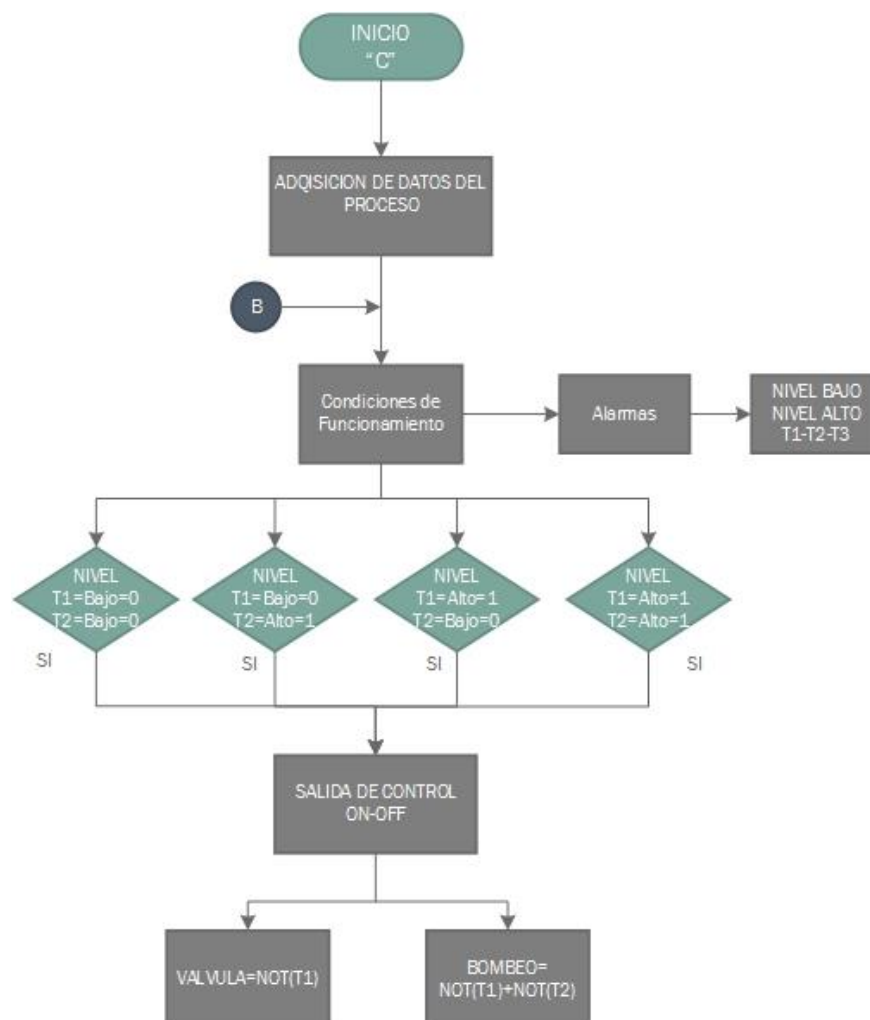 INICIO
"C"
ADQISICION DE DATOS DEL
PROCESO
B
Condiciones de
Funcionamiento
Alarmas
NIVEL BAJO
NIVEL ALTO
T1-T2-T3
NIVEL
T1=Bajo=0
T2=Bajo=0
SI
NIVEL
T1=Bajo=0
T2=Alto=1
SI
NIVEL
T1=Alto=1
T2=Bajo=0
SI
NIVEL
T1=Alto=1
T2=Alto=1
SI
SALIDA DE CONTROL
ON-OFF
VALVULA=NOT(T1)
BOMBEO=
NOT(T1)+NOT(T2)